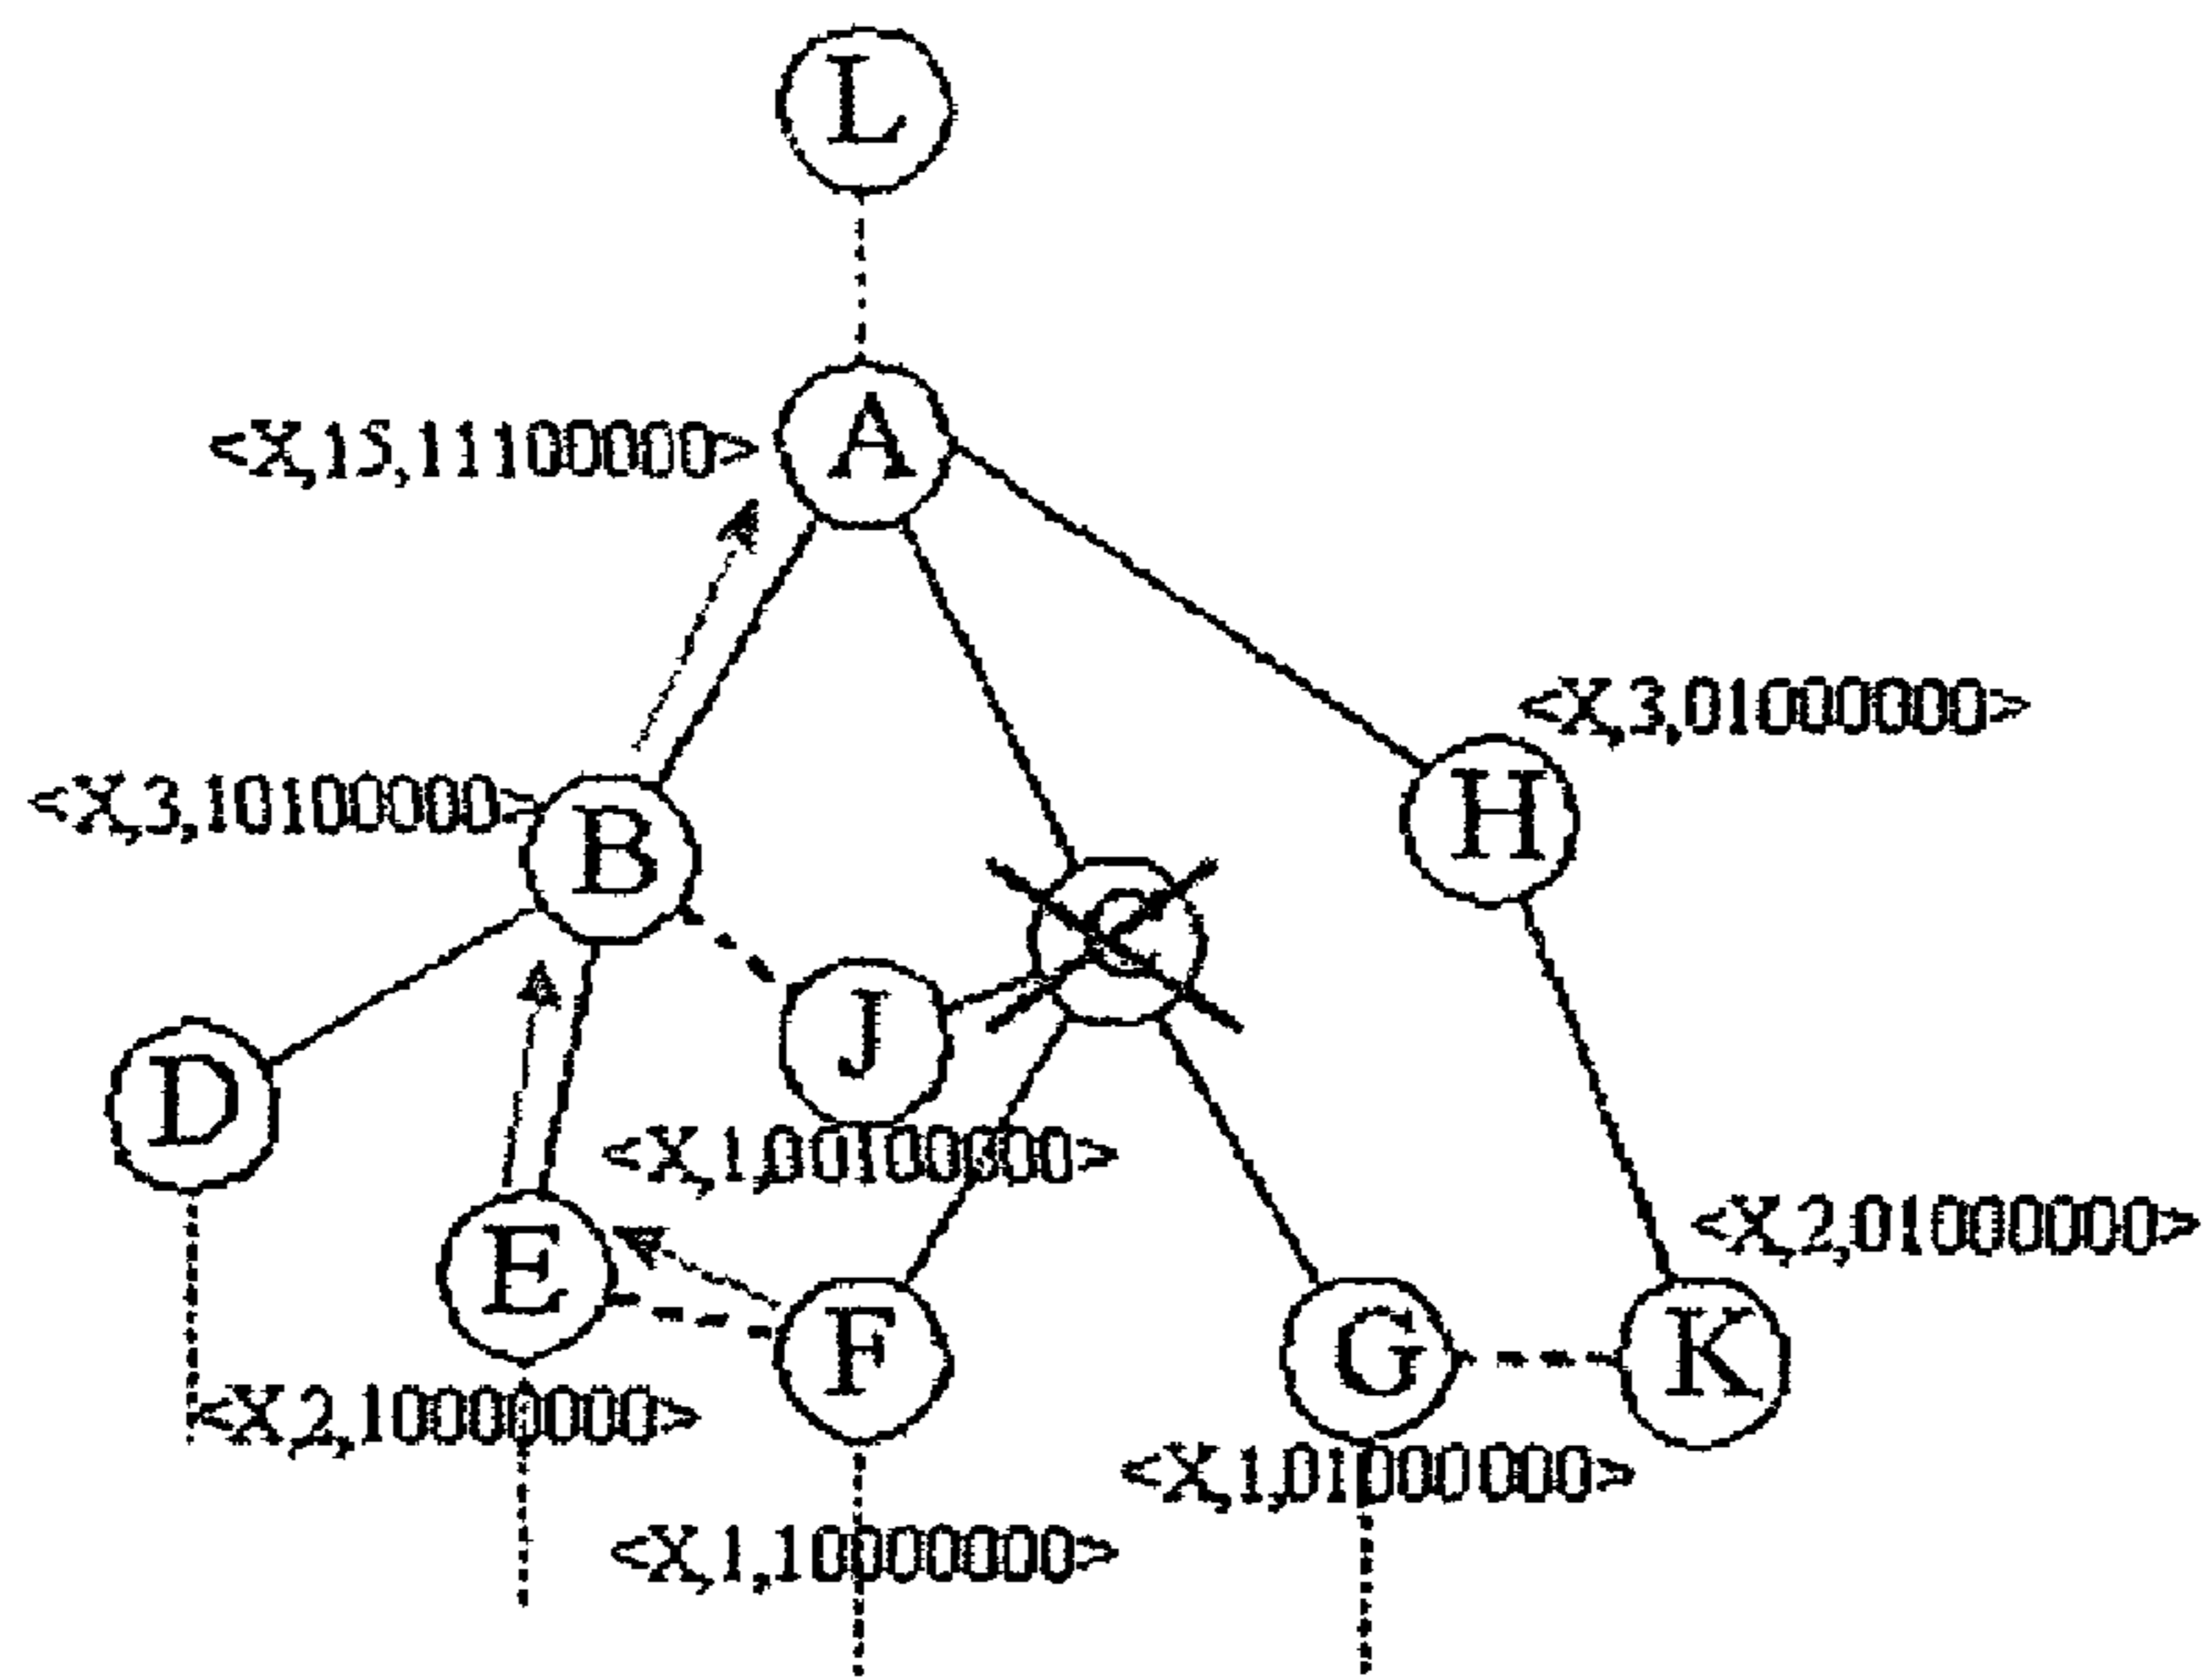 L
A
<X,15,11100000>
<X,3,01000000>
H
<X,3,10100000>
B
C
J
D
<X,1,00100000>
<X,2,01000000>
E
F
G
K
<X,2,10000000>
<X,1,01000000>
<X,1,10000000>